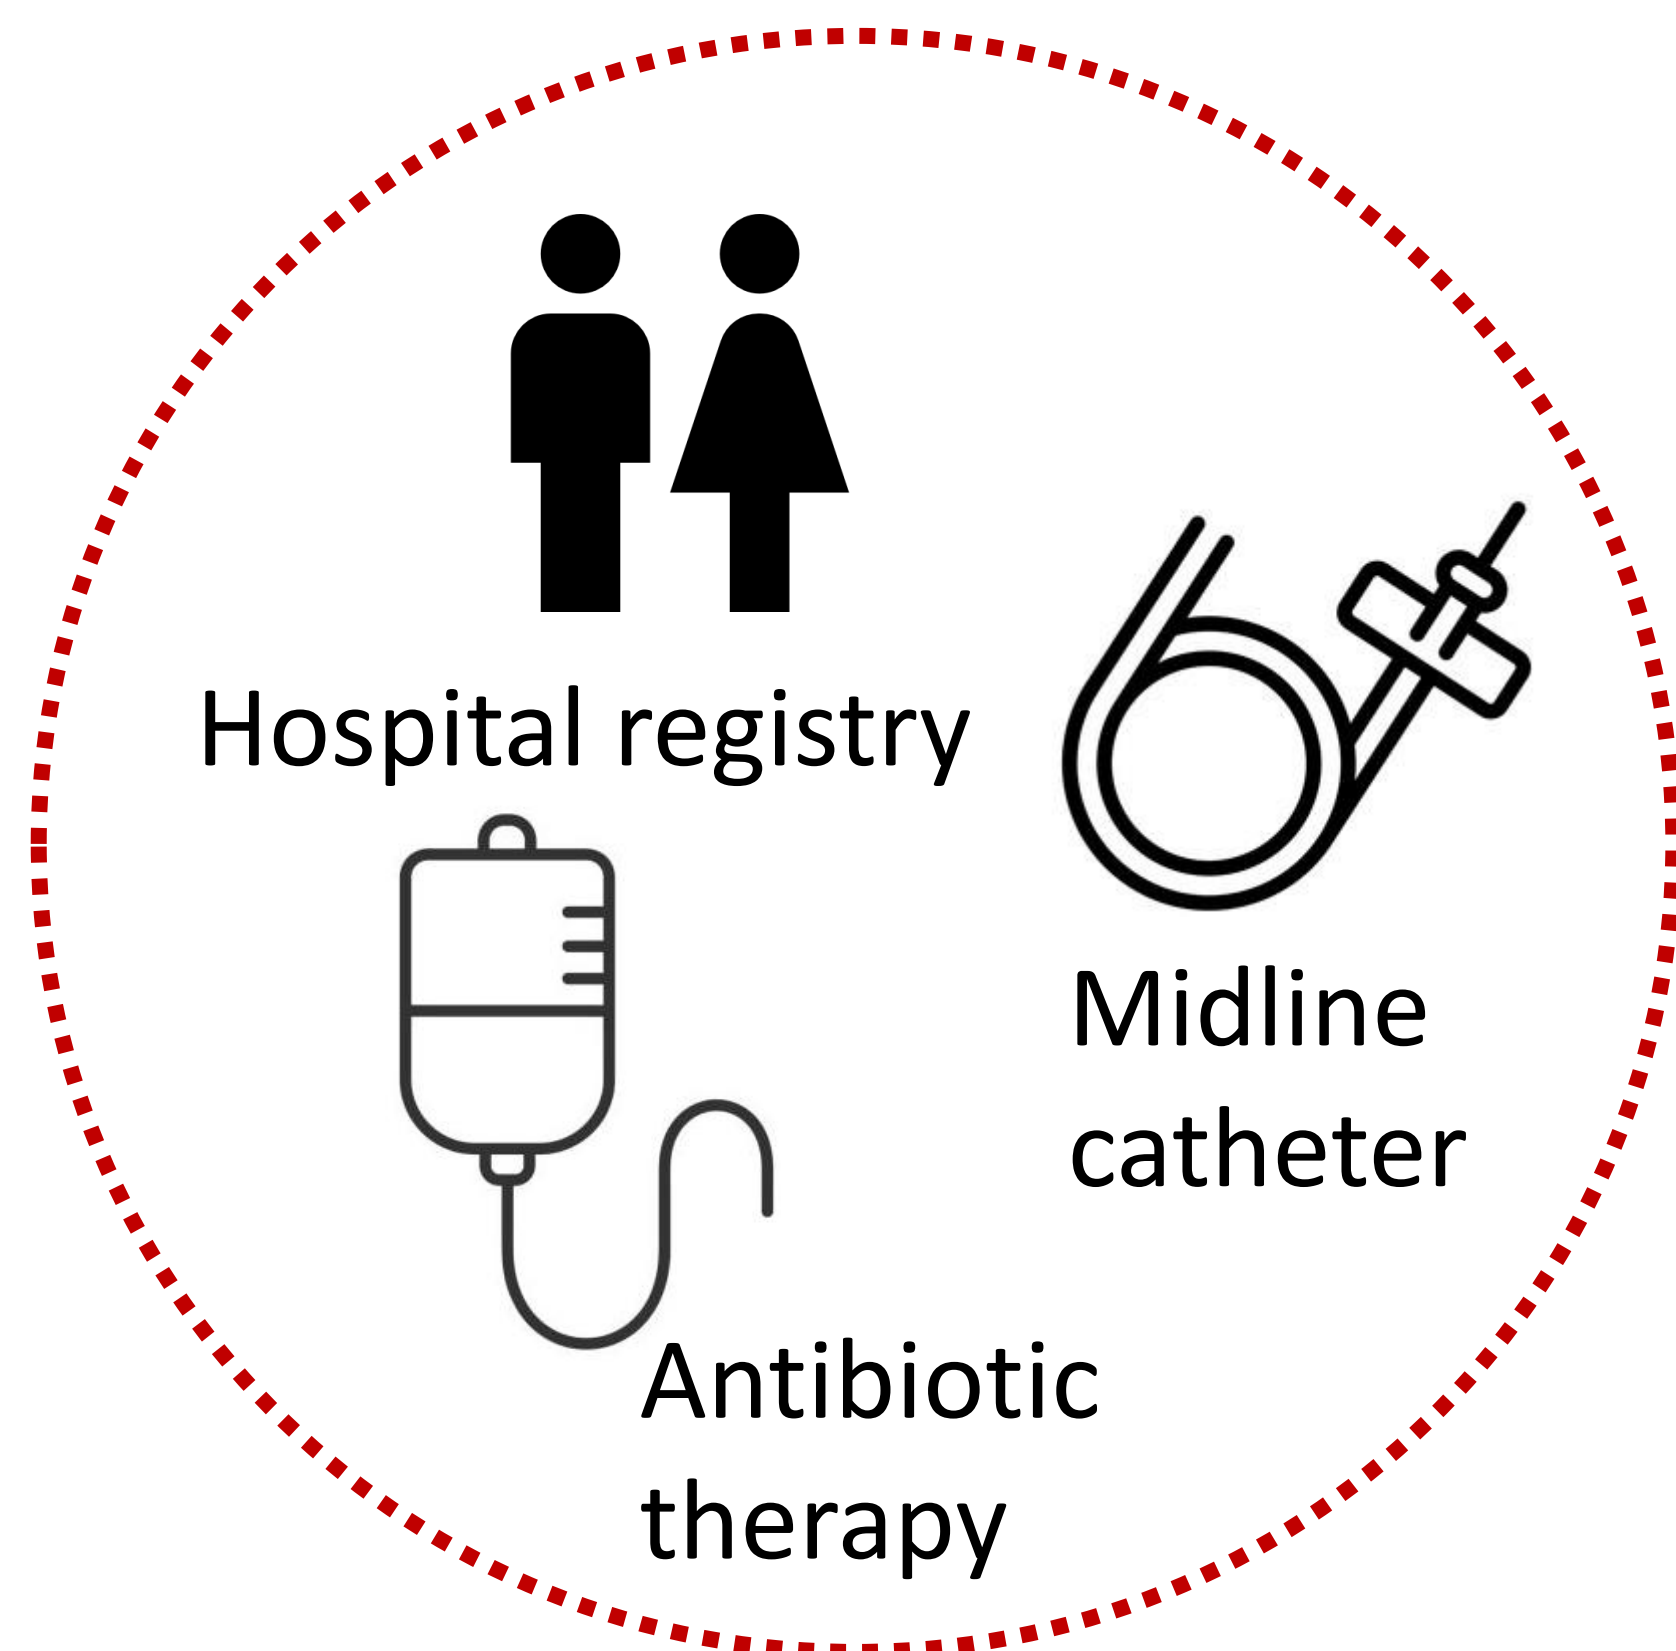 Hospital registry
Midline
catheter
Antibiotic
therapy